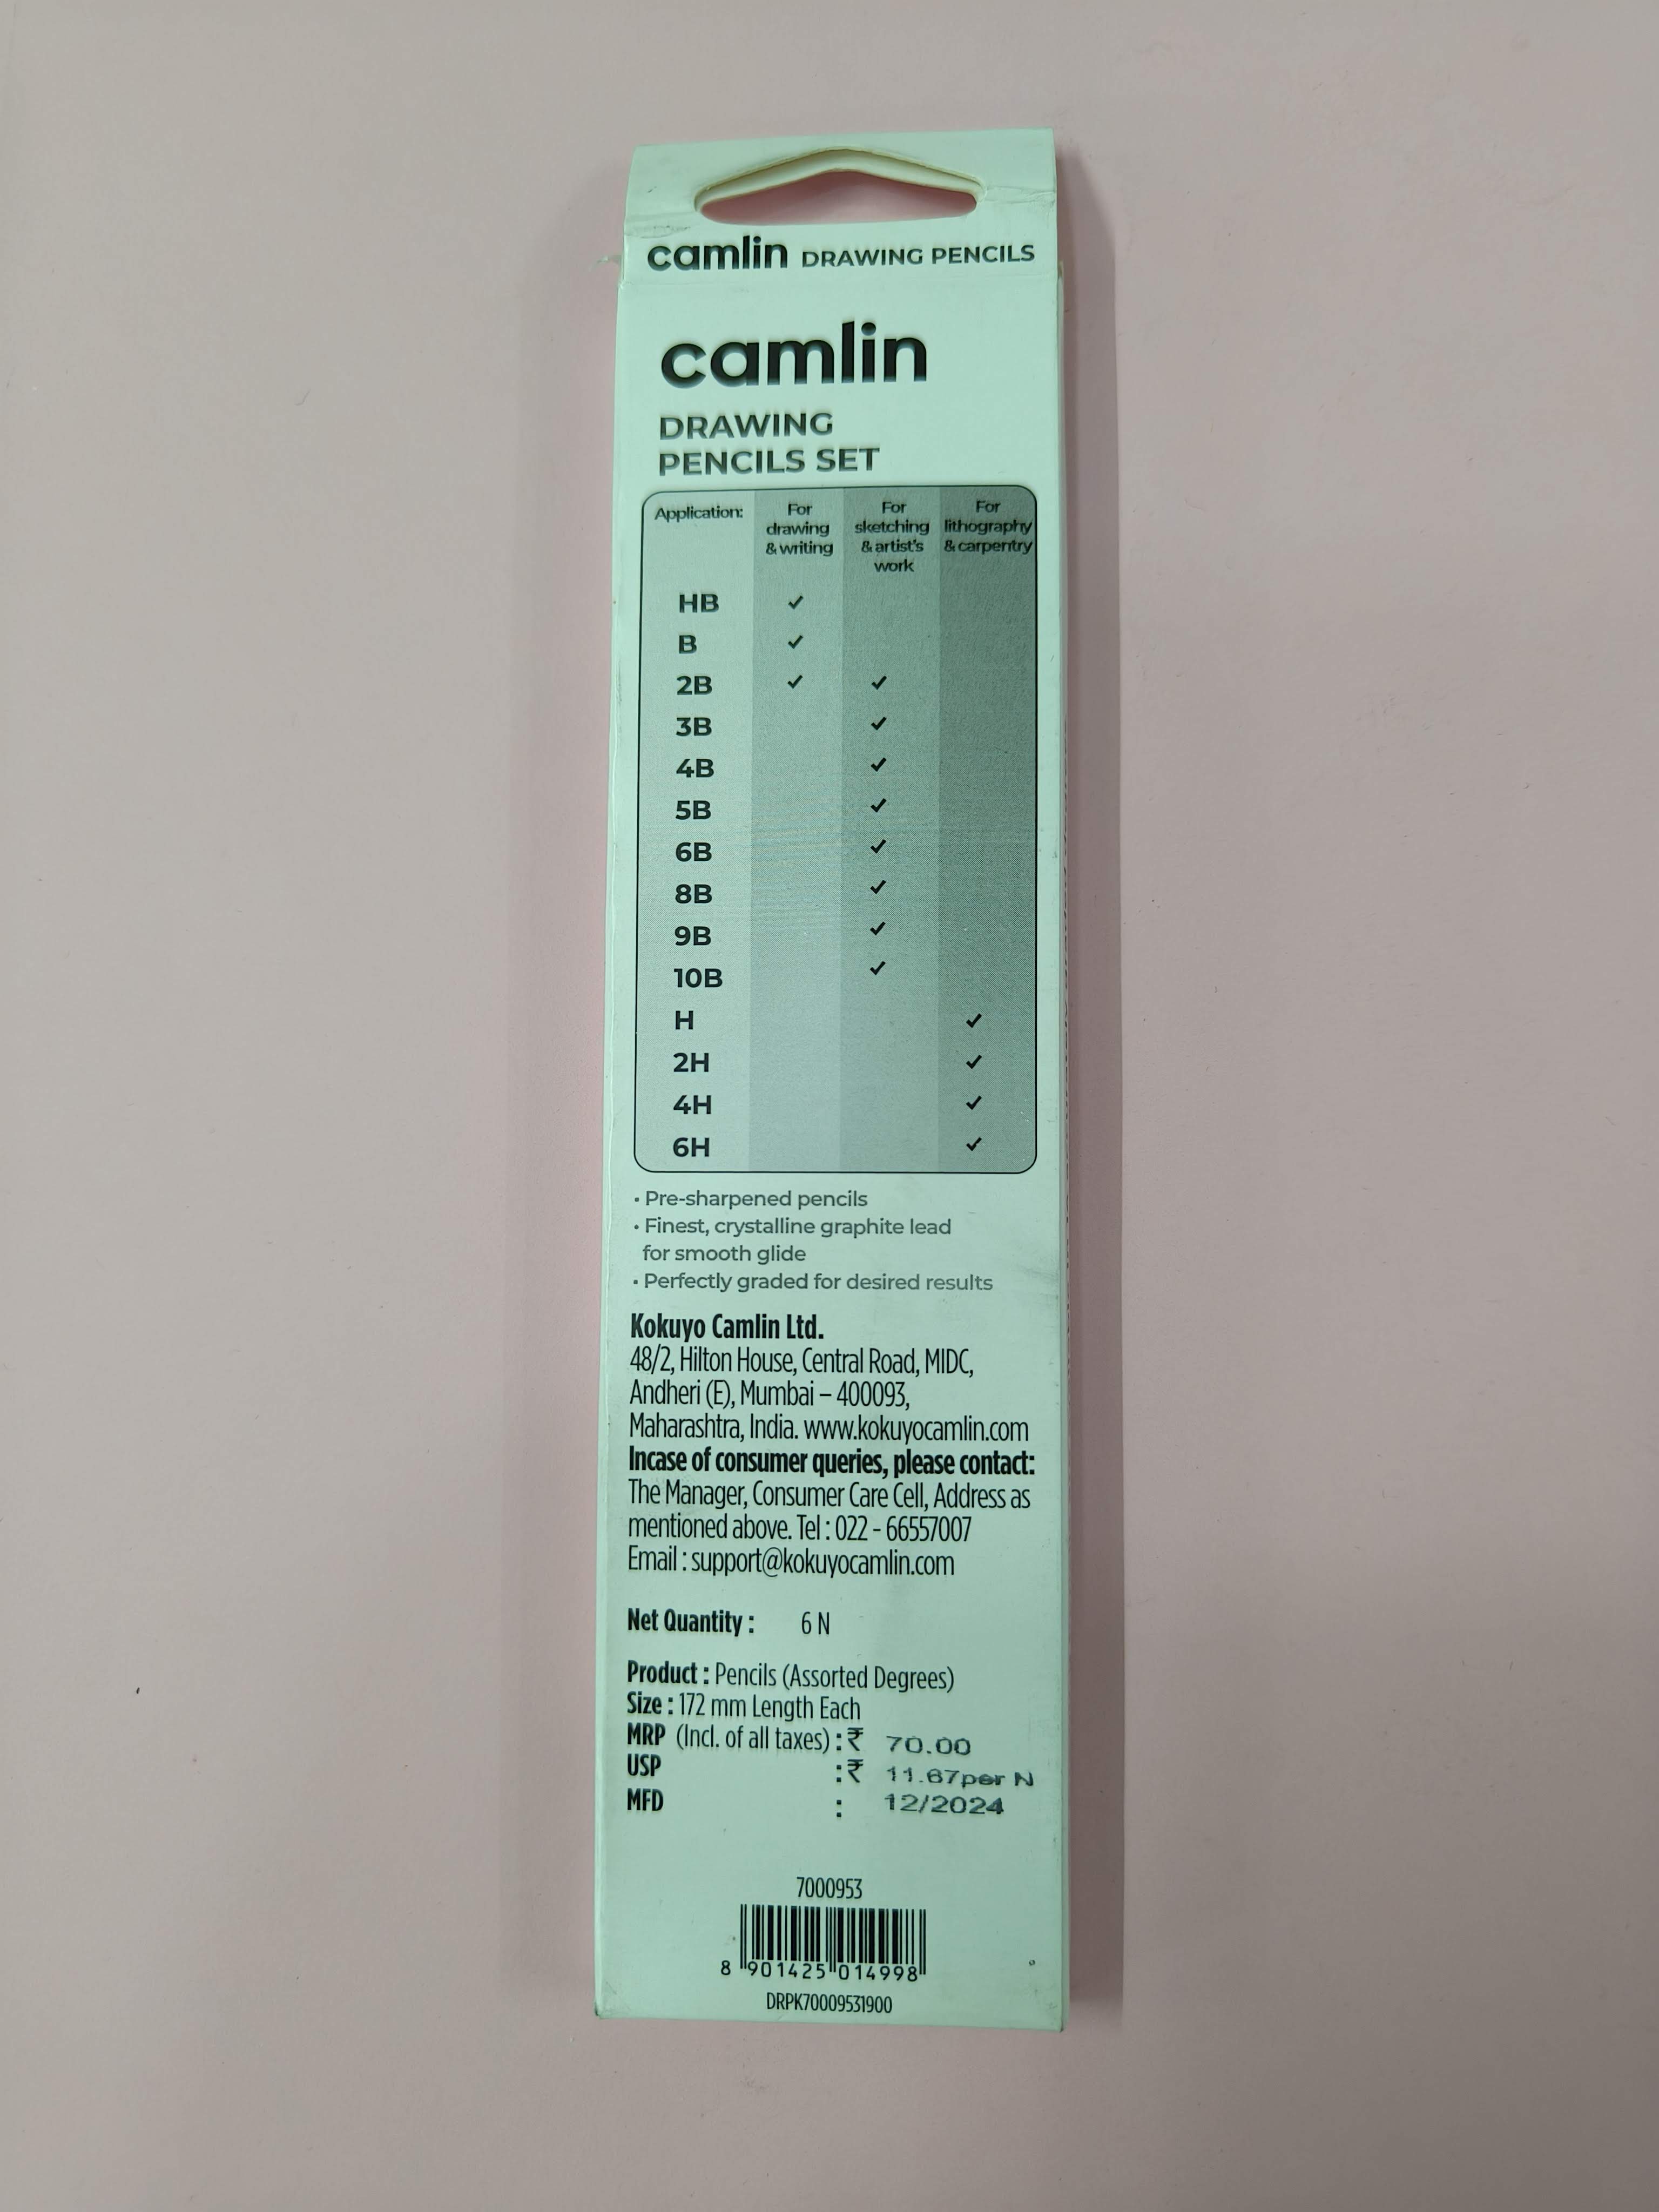 camlin DRAWING PENCILS
camlin
DRAWING
PENCILS SET
Application: For drawing & writing For sketching & artist's work For lithography & carpentry
HB ✓
B ✓
2B ✓ ✓
3B ✓
4B ✓
5B ✓
6B ✓
8B ✓
9B ✓
10B ✓
H ✓
2H ✓
4H ✓
6H ✓
• Pre-sharpened pencils
• Finest, crystalline graphite lead
for smooth glide
• Perfectly graded for desired results
Kokuyo Camlin Ltd.
48/2, Hilton House, Central Road, MIDC,
Andheri (E), Mumbai – 400093,
Maharashtra, India. www.kokuyocamlin.com
Incase of consumer queries, please contact:
The Manager, Consumer Care Cell, Address as
mentioned above. Tel : 022 - 66557007
Email : support@kokuyocamlin.com
Net Quantity : 6 N
Product : Pencils (Assorted Degrees)
Size : 172 mm Length Each
MRP (Incl. of all taxes) : ₹ 70.00
USP : ₹ 11.67per N
MFD : 12/2024
7000953
8 901425 014998
DRPK70009531900